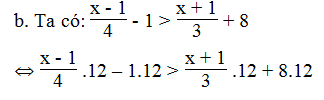 b. Ta có: x - 1/4 - 1 > x + 1/3 + 8
⇔ x - 1/4 .12 – 1.12 > x + 1/3 .12 + 8.12